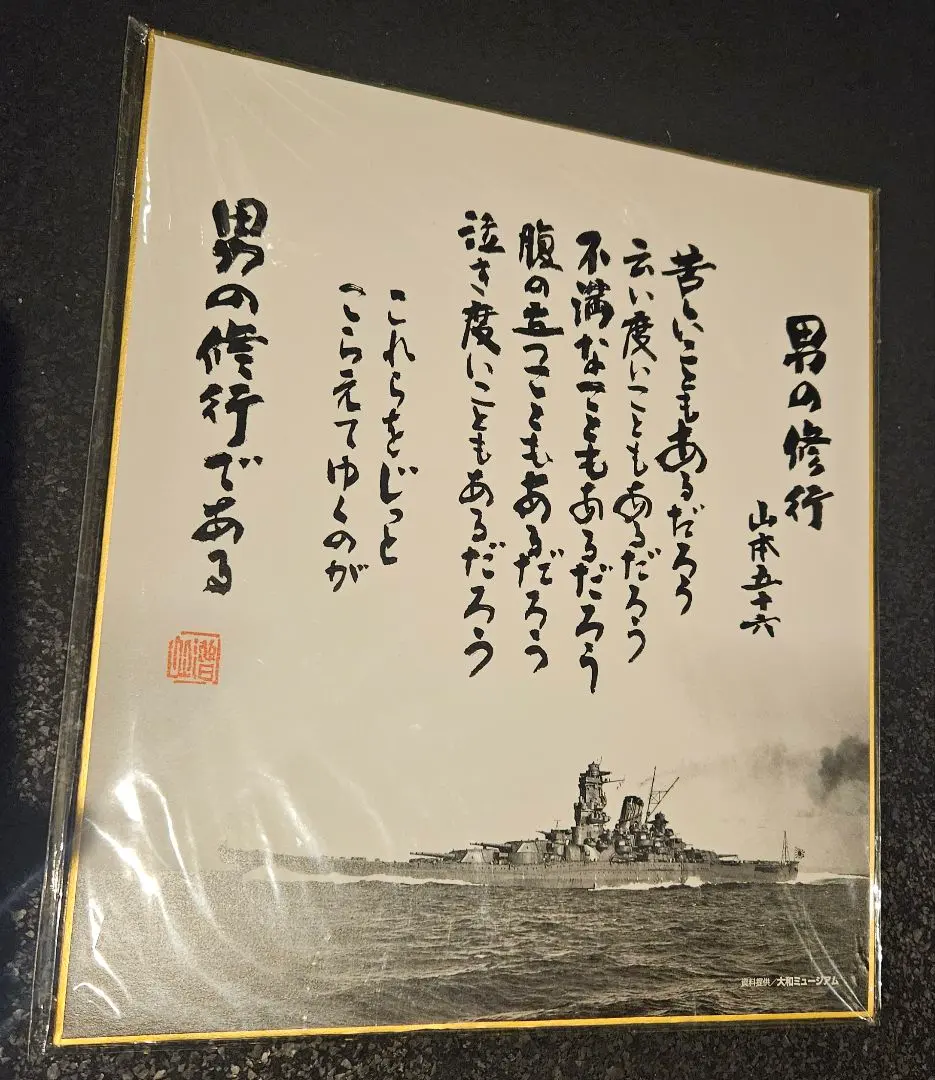 男の修行
山本五十六
苦しいこともあるだろう
云い度いこともあるだろう
不満なこともあるだろう
腹の立つこともあるだろう
泣き度いこともあるだろう
これらをじっと
こらえてゆくのが
男の修行である
資料提供/大和ミュージアム